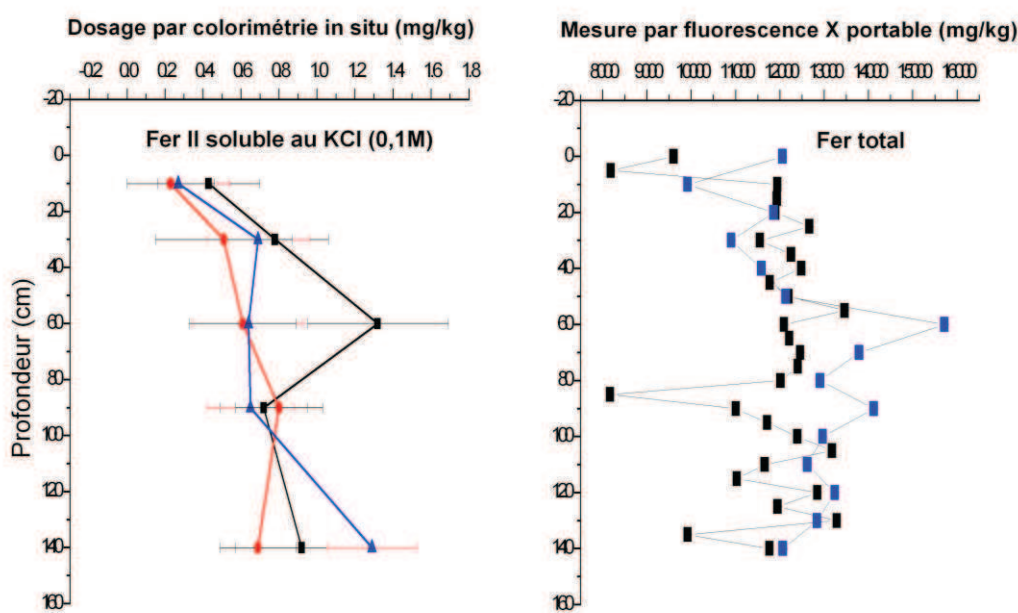 Dosage par colorimétrie in situ (mg/kg)
-0.2 0.0 0.2 0.4 0.6 0.8 1.0 1.2 1.4 1.6 1.8
Fer II soluble au KCl (0,1M)
Profondeur (cm)
-20
0
20
40
60
80
100
120
140
160
Mesure par fluorescence X portable (mg/kg)
8000 9000 10000 11000 12000 13000 14000 15000 16000
Fer total
-20
0
20
40
60
80
100
120
140
160